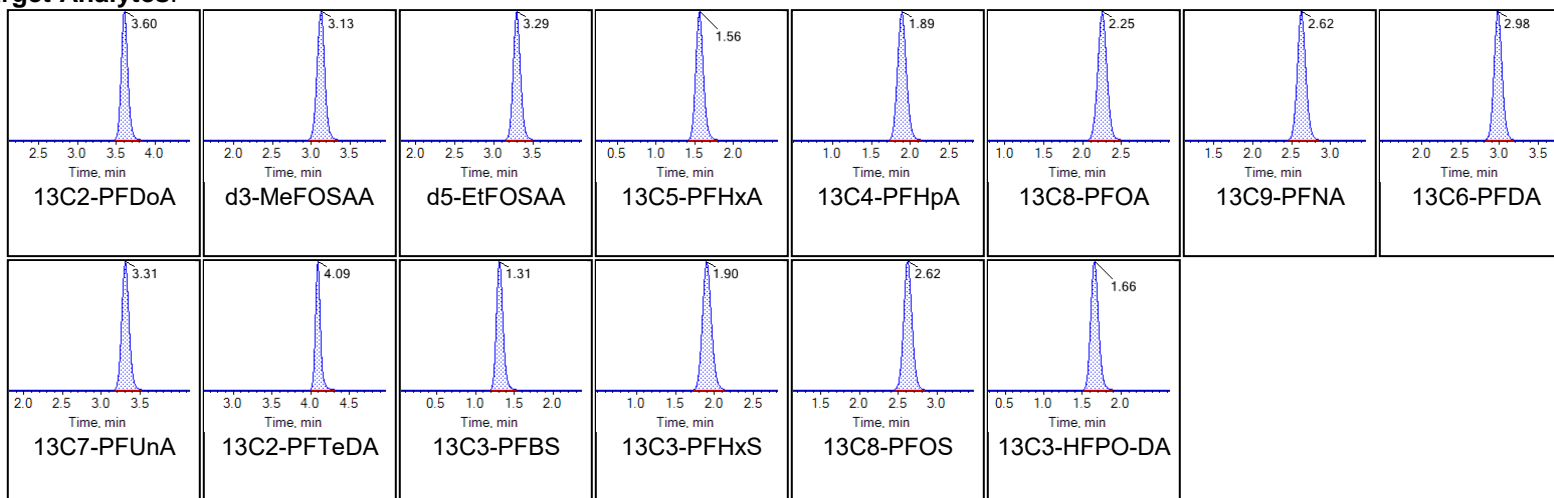 Target Analytes:
3.60 3.13 3.29 1.56 1.89 2.25 2.62 2.98
2.5 3.0 3.5 4.0 2.0 2.5 3.0 3.5 2.0 2.5 3.0 3.5 0.5 1.0 1.5 2.0 1.0 1.5 2.0 2.5 1.0 1.5 2.0 2.5 1.5 2.0 2.5 3.0 2.0 2.5 3.0 3.5
Time, min Time, min Time, min Time, min Time, min Time, min Time, min Time, min
13C2-PFDoA d3-MeFOSAA d5-EtFOSAA 13C5-PFHxA 13C4-PFHpA 13C8-PFOA 13C9-PFNA 13C6-PFDA
3.31 4.09 1.31 1.90 2.62 1.66
2.0 2.5 3.0 3.5 3.0 3.5 4.0 4.5 0.5 1.0 1.5 2.0 1.0 1.5 2.0 2.5 1.5 2.0 2.5 3.0 0.5 1.0 1.5 2.0
Time, min Time, min Time, min Time, min Time, min Time, min
13C7-PFUnA 13C2-PFTeDA 13C3-PFBS 13C3-PFHxS 13C8-PFOS 13C3-HFPO-DA